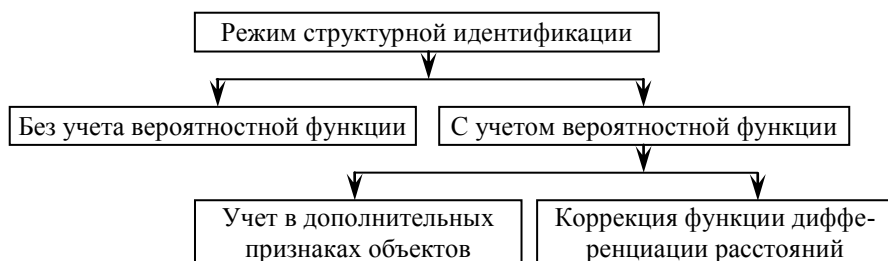 Режим структурной идентификации
Без учета вероятностной функции
С учетом вероятностной функции
Учет в дополнительных
признаках объектов
Коррекция функции диффе-
ренциации расстояний